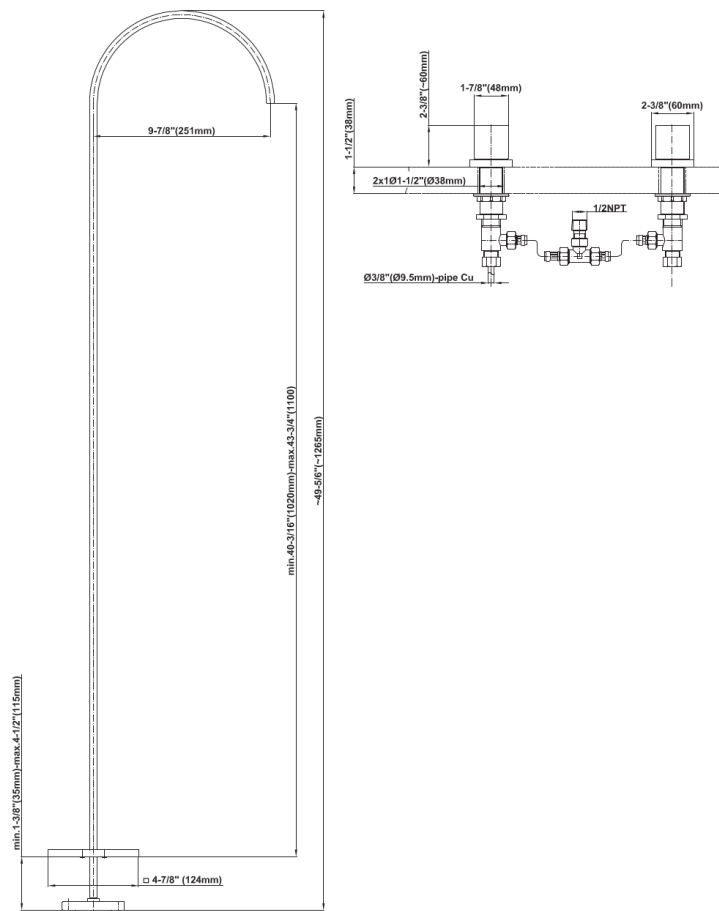 9-7/8"(251mm)
min.40-3/16"(1020mm)-max.43-3/4"(1100)
~49-5/6"(~1265mm)
min.1-3/8"(35mm)-max.4-1/2"(115mm)
□ 4-7/8" (124mm)
2-3/8"(~60mm)
1-7/8"(48mm)
2-3/8"(60mm)
1-1/2"(38mm)
2x1Ø1-1/2"(Ø38mm)
1/2NPT
Ø3/8"(Ø9.5mm)-pipe Cu